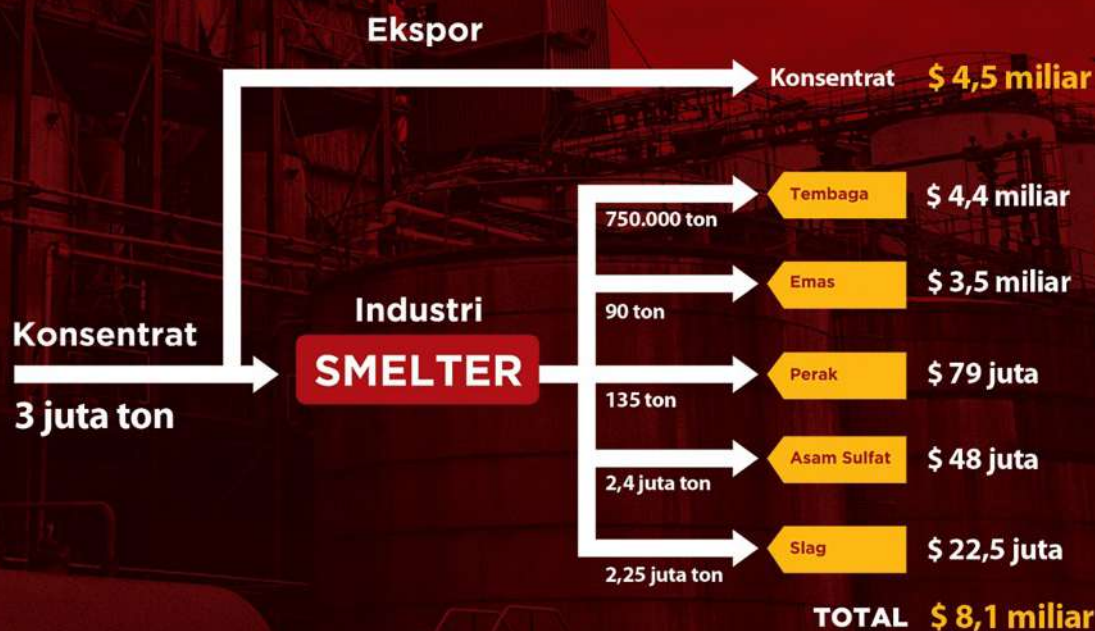 Ekspor
Konsentrat $ 4,5 miliar
Tembaga $ 4,4 miliar
750.000 ton
Emas $ 3,5 miliar
90 ton
Industri
SMELTER
Konsentrat
3 juta ton
Perak $ 79 juta
135 ton
Asam Sulfat $ 48 juta
2,4 juta ton
Slag $ 22,5 juta
2,25 juta ton
TOTAL $ 8,1 miliar